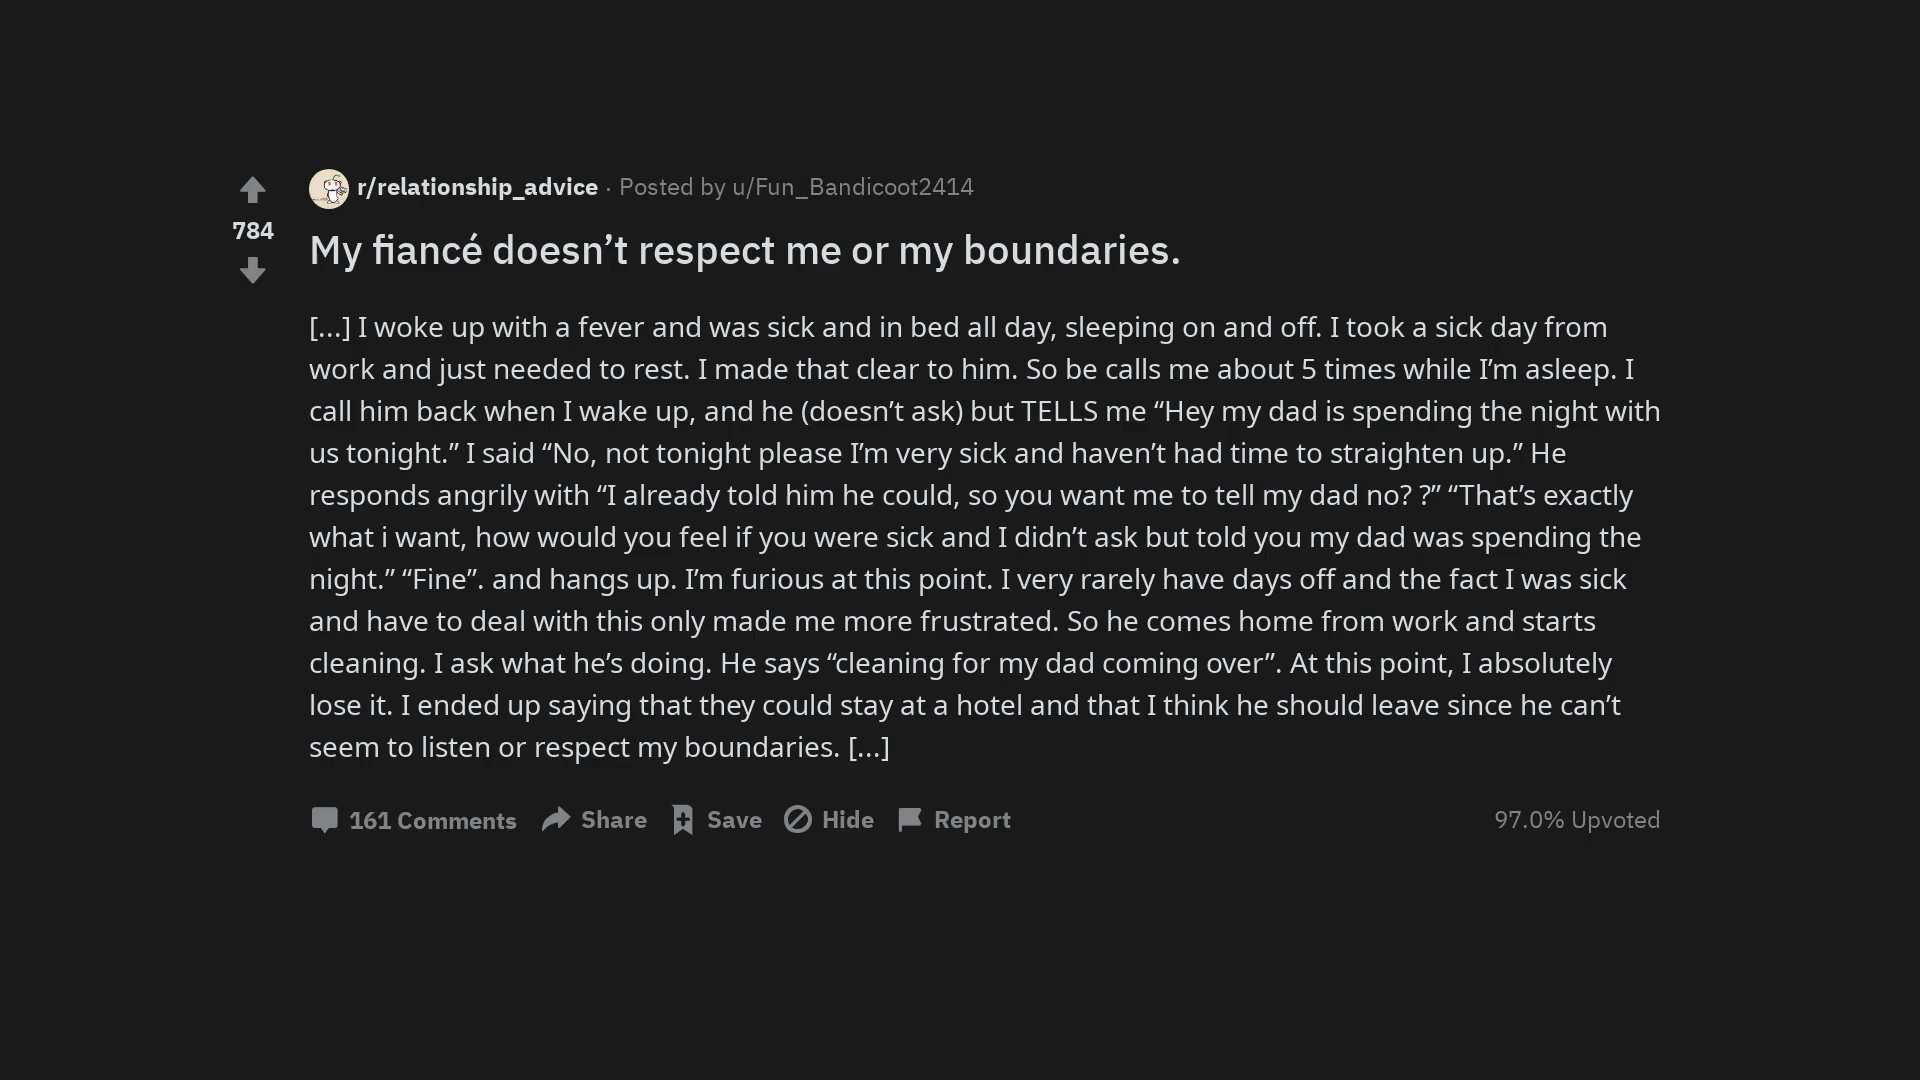 r/relationship_advice · Posted by u/Fun_Bandicoot2414
784
My fiancé doesn’t respect me or my boundaries.
[...] I woke up with a fever and was sick and in bed all day, sleeping on and off. I took a sick day from
work and just needed to rest. I made that clear to him. So be calls me about 5 times while I’m asleep. I
call him back when I wake up, and he (doesn’t ask) but TELLS me “Hey my dad is spending the night with
us tonight.” I said “No, not tonight please I’m very sick and haven’t had time to straighten up.” He
responds angrily with “I already told him he could, so you want me to tell my dad no? ?” “That’s exactly
what i want, how would you feel if you were sick and I didn’t ask but told you my dad was spending the
night.” “Fine”. and hangs up. I’m furious at this point. I very rarely have days off and the fact I was sick
and have to deal with this only made me more frustrated. So he comes home from work and starts
cleaning. I ask what he’s doing. He says “cleaning for my dad coming over”. At this point, I absolutely
lose it. I ended up saying that they could stay at a hotel and that I think he should leave since he can’t
seem to listen or respect my boundaries. [...]
161 Comments Share Save Hide Report 97.0% Upvoted